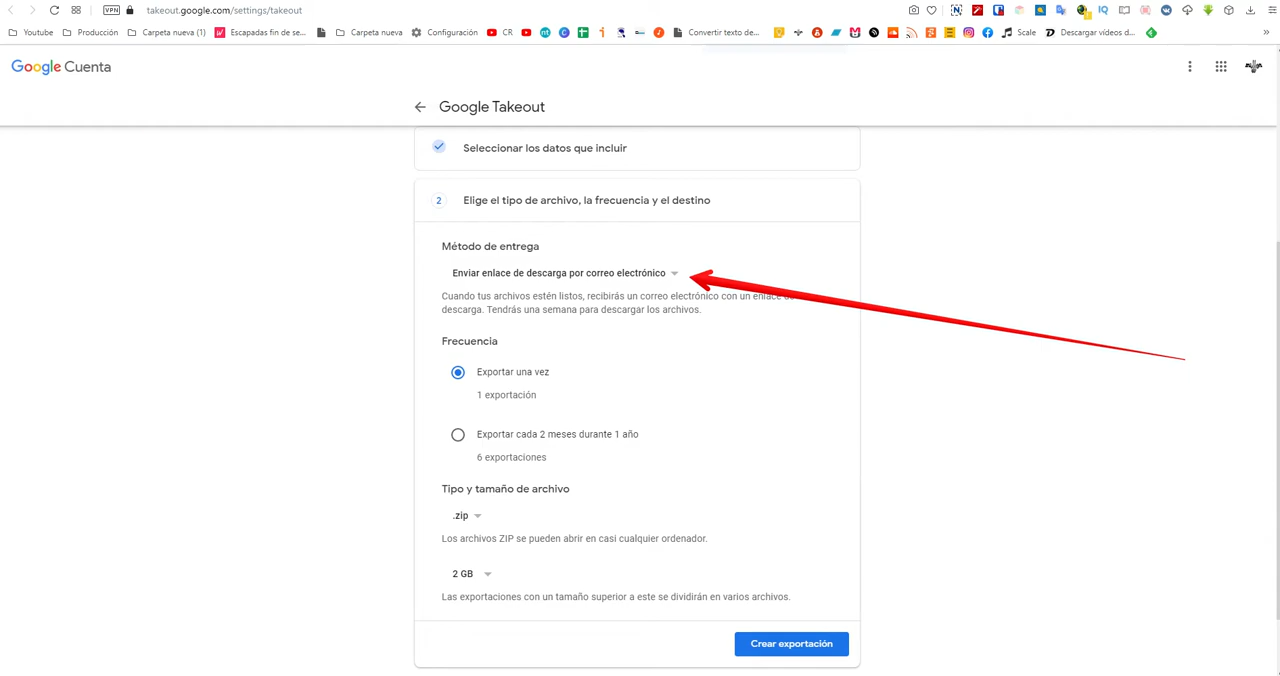 VPN takeout.google.com/settings/takeout
Youtube Producción Carpeta nueva (1) Escapadas fin de se... Carpeta nueva Configuración CR Convertir texto de... Scale Descargar vídeos d... »
Google Cuenta
Google Takeout
Seleccionar los datos que incluir
2 Elige el tipo de archivo, la frecuencia y el destino
Método de entrega
Enviar enlace de descarga por correo electrónico
Cuando tus archivos estén listos, recibirás un correo electrónico con un enlace de
descarga. Tendrás una semana para descargar los archivos.
Frecuencia
Exportar una vez
1 exportación
Exportar cada 2 meses durante 1 año
6 exportaciones
Tipo y tamaño de archivo
.zip
Los archivos ZIP se pueden abrir en casi cualquier ordenador.
2 GB
Las exportaciones con un tamaño superior a este se dividirán en varios archivos.
Crear exportación